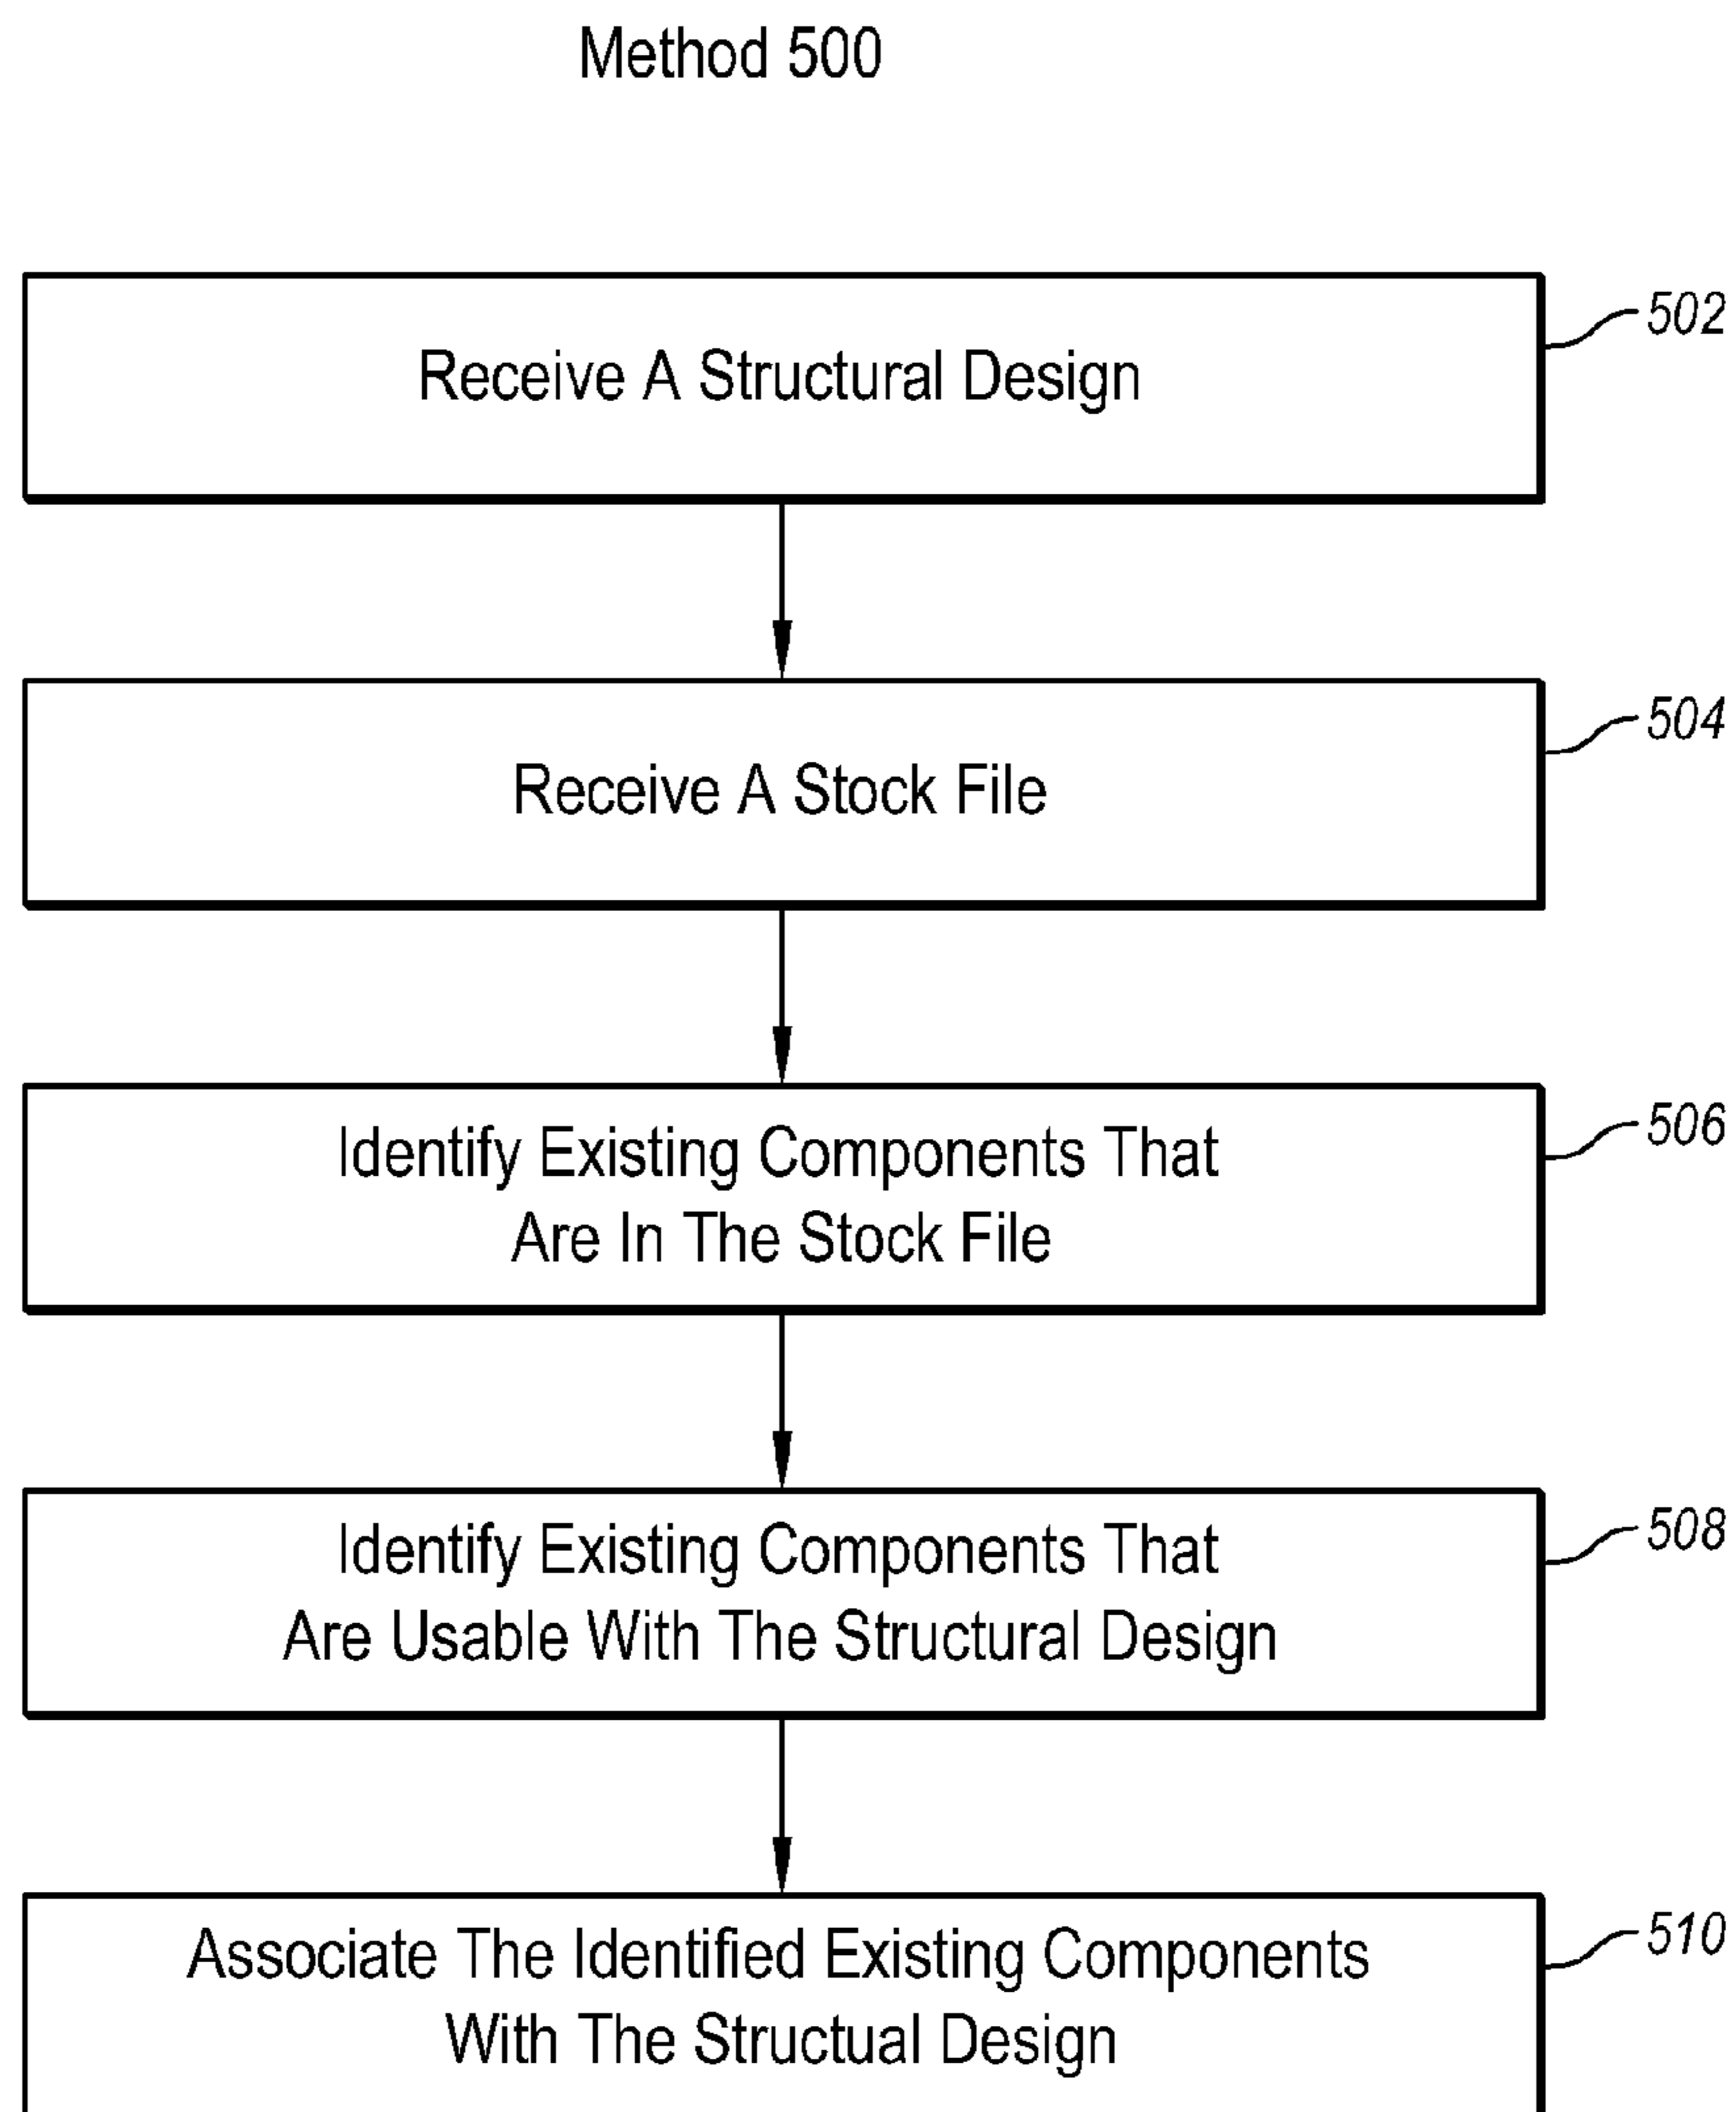 Method 500
502
Receive A Structural Design
504
Receive A Stock File
506
Identify Existing Components That
Are In The Stock File
508
Identify Existing Components That
Are Usable With The Structural Design
510
Associate The Identified Existing Components
With The Structual Design